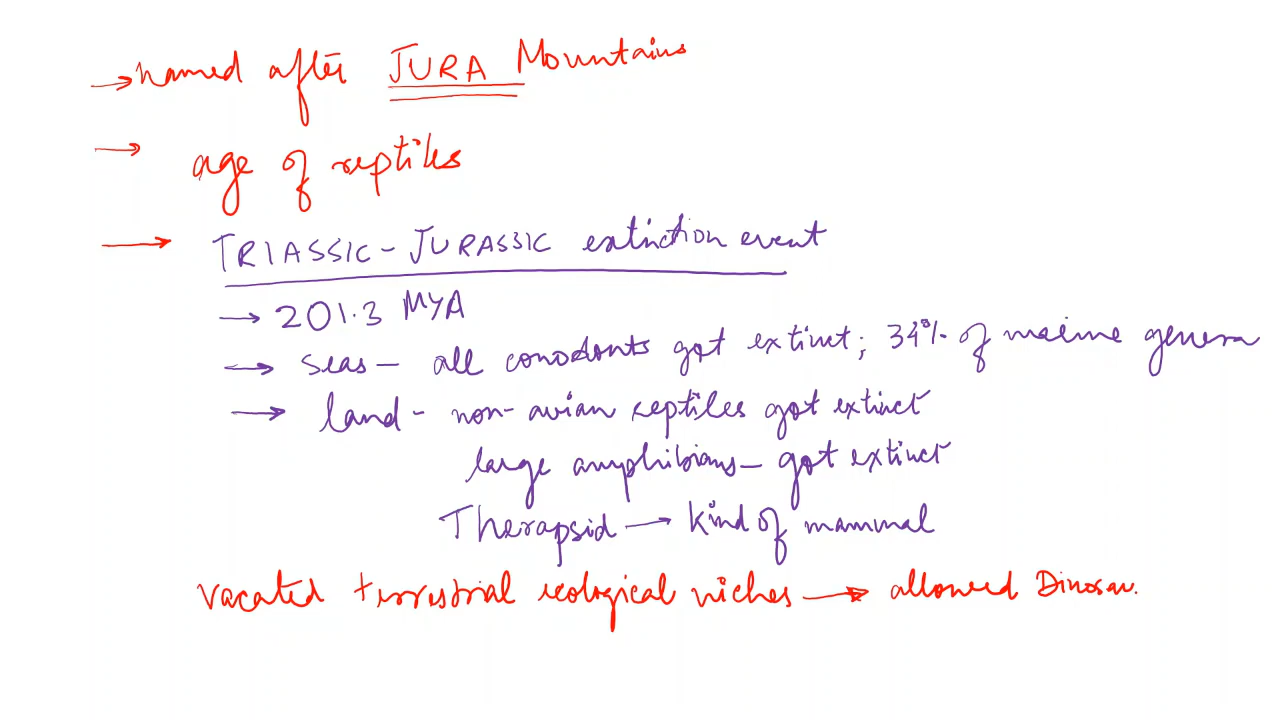 → named after JURA Mountains
→ age of reptiles
→ TRIASSIC-JURASSIC extinction event
→ 201.3 MYA
→ seas - all conodonts got extinct; 34% of marine genera
→ land - non-avian reptiles got extinct
large amphibians - got extinct
Therapsid → kind of mammal
vacated terrestrial ecological niches → allowed Dinosau.